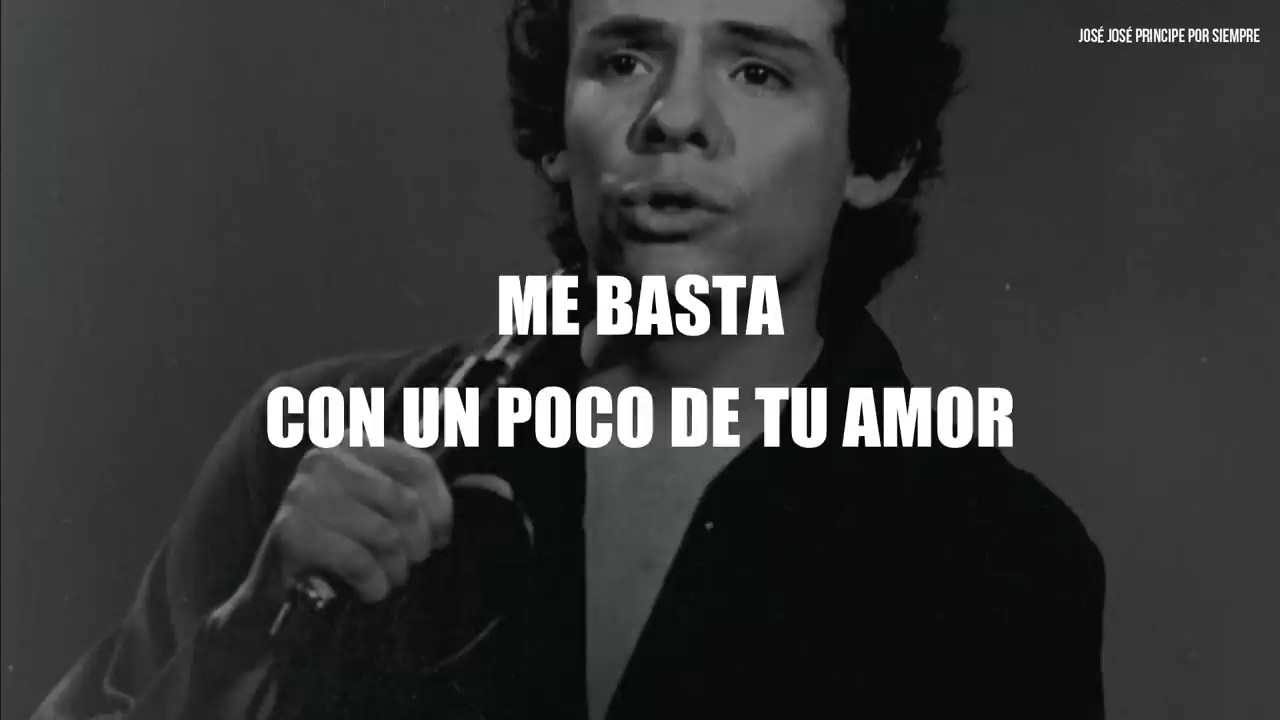 JOSÉ JOSÉ PRINCIPE POR SIEMPRE
ME BASTA
CON UN POCO DE TU AMOR